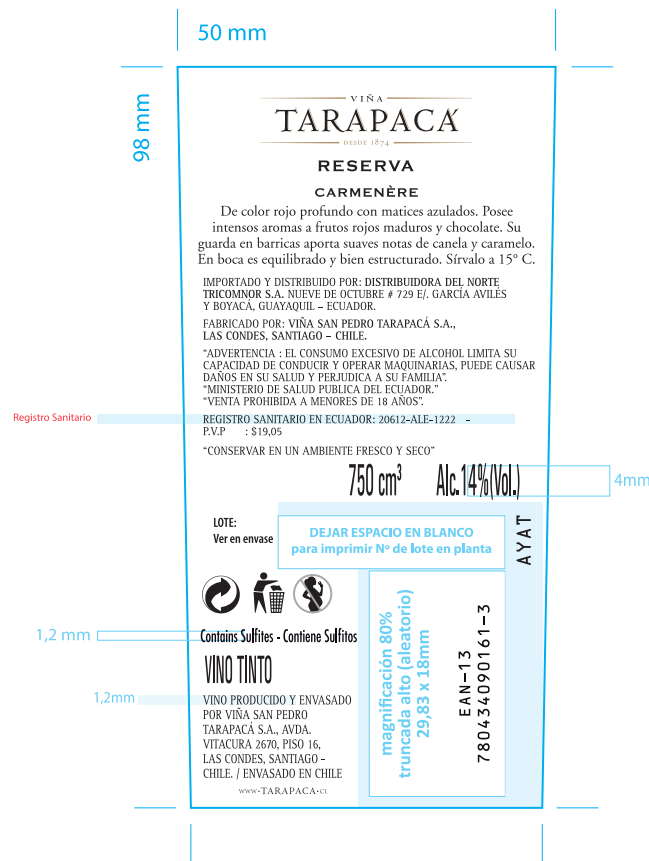 50 mm
98 mm
VIÑA
TARAPACÁ
DESDE 1874
RESERVA
CARMENÈRE
De color rojo profundo con matices azulados. Posee
intensos aromas a frutos rojos maduros y chocolate. Su
guarda en barricas aporta suaves notas de canela y caramelo.
En boca es equilibrado y bien estructurado. Sírvalo a 15° C.
IMPORTADO Y DISTRIBUIDO POR: DISTRIBUIDORA DEL NORTE
TRICOMNOR S.A. NUEVE DE OCTUBRE # 729 E/. GARCÍA AVILÉS
Y BOYACÁ, GUAYAQUIL – ECUADOR.
FABRICADO POR: VIÑA SAN PEDRO TARAPACÁ S.A.,
LAS CONDES, SANTIAGO – CHILE.
“ADVERTENCIA : EL CONSUMO EXCESIVO DE ALCOHOL LIMITA SU
CAPACIDAD DE CONDUCIR Y OPERAR MAQUINARIAS, PUEDE CAUSAR
DAÑOS EN SU SALUD Y PERJUDICA A SU FAMILIA”.
“MINISTERIO DE SALUD PUBLICA DEL ECUADOR.”
“VENTA PROHIBIDA A MENORES DE 18 AÑOS”.
Registro Sanitario
REGISTRO SANITARIO EN ECUADOR: 20612-ALE-1222 -
P.V.P : $19,05
“CONSERVAR EN UN AMBIENTE FRESCO Y SECO”
750 cm³ Alc. 14%(Vol.)
4mm
LOTE:
Ver en envase
DEJAR ESPACIO EN BLANCO
para imprimir Nº de lote en planta
AYAT
1,2 mm
Contains Sulfites - Contiene Sulfitos
VINO TINTO
1,2mm
VINO PRODUCIDO Y ENVASADO
POR VIÑA SAN PEDRO
TARAPACÁ S.A., AVDA.
VITACURA 2670, PISO 16,
LAS CONDES, SANTIAGO –
CHILE. / ENVASADO EN CHILE
WWW·TARAPACA·CL
magnificación 80%
truncada alto (aleatorio)
29,83 x 18mm
EAN-13
7804340901613-3